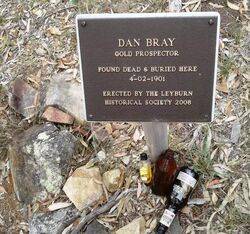 DAN BRAY
GOLD PROSPECTOR
FOUND DEAD & BURIED HERE
4-02-1901
ERECTED BY THE LEYBURN
HISTORICAL SOCIETY 2008